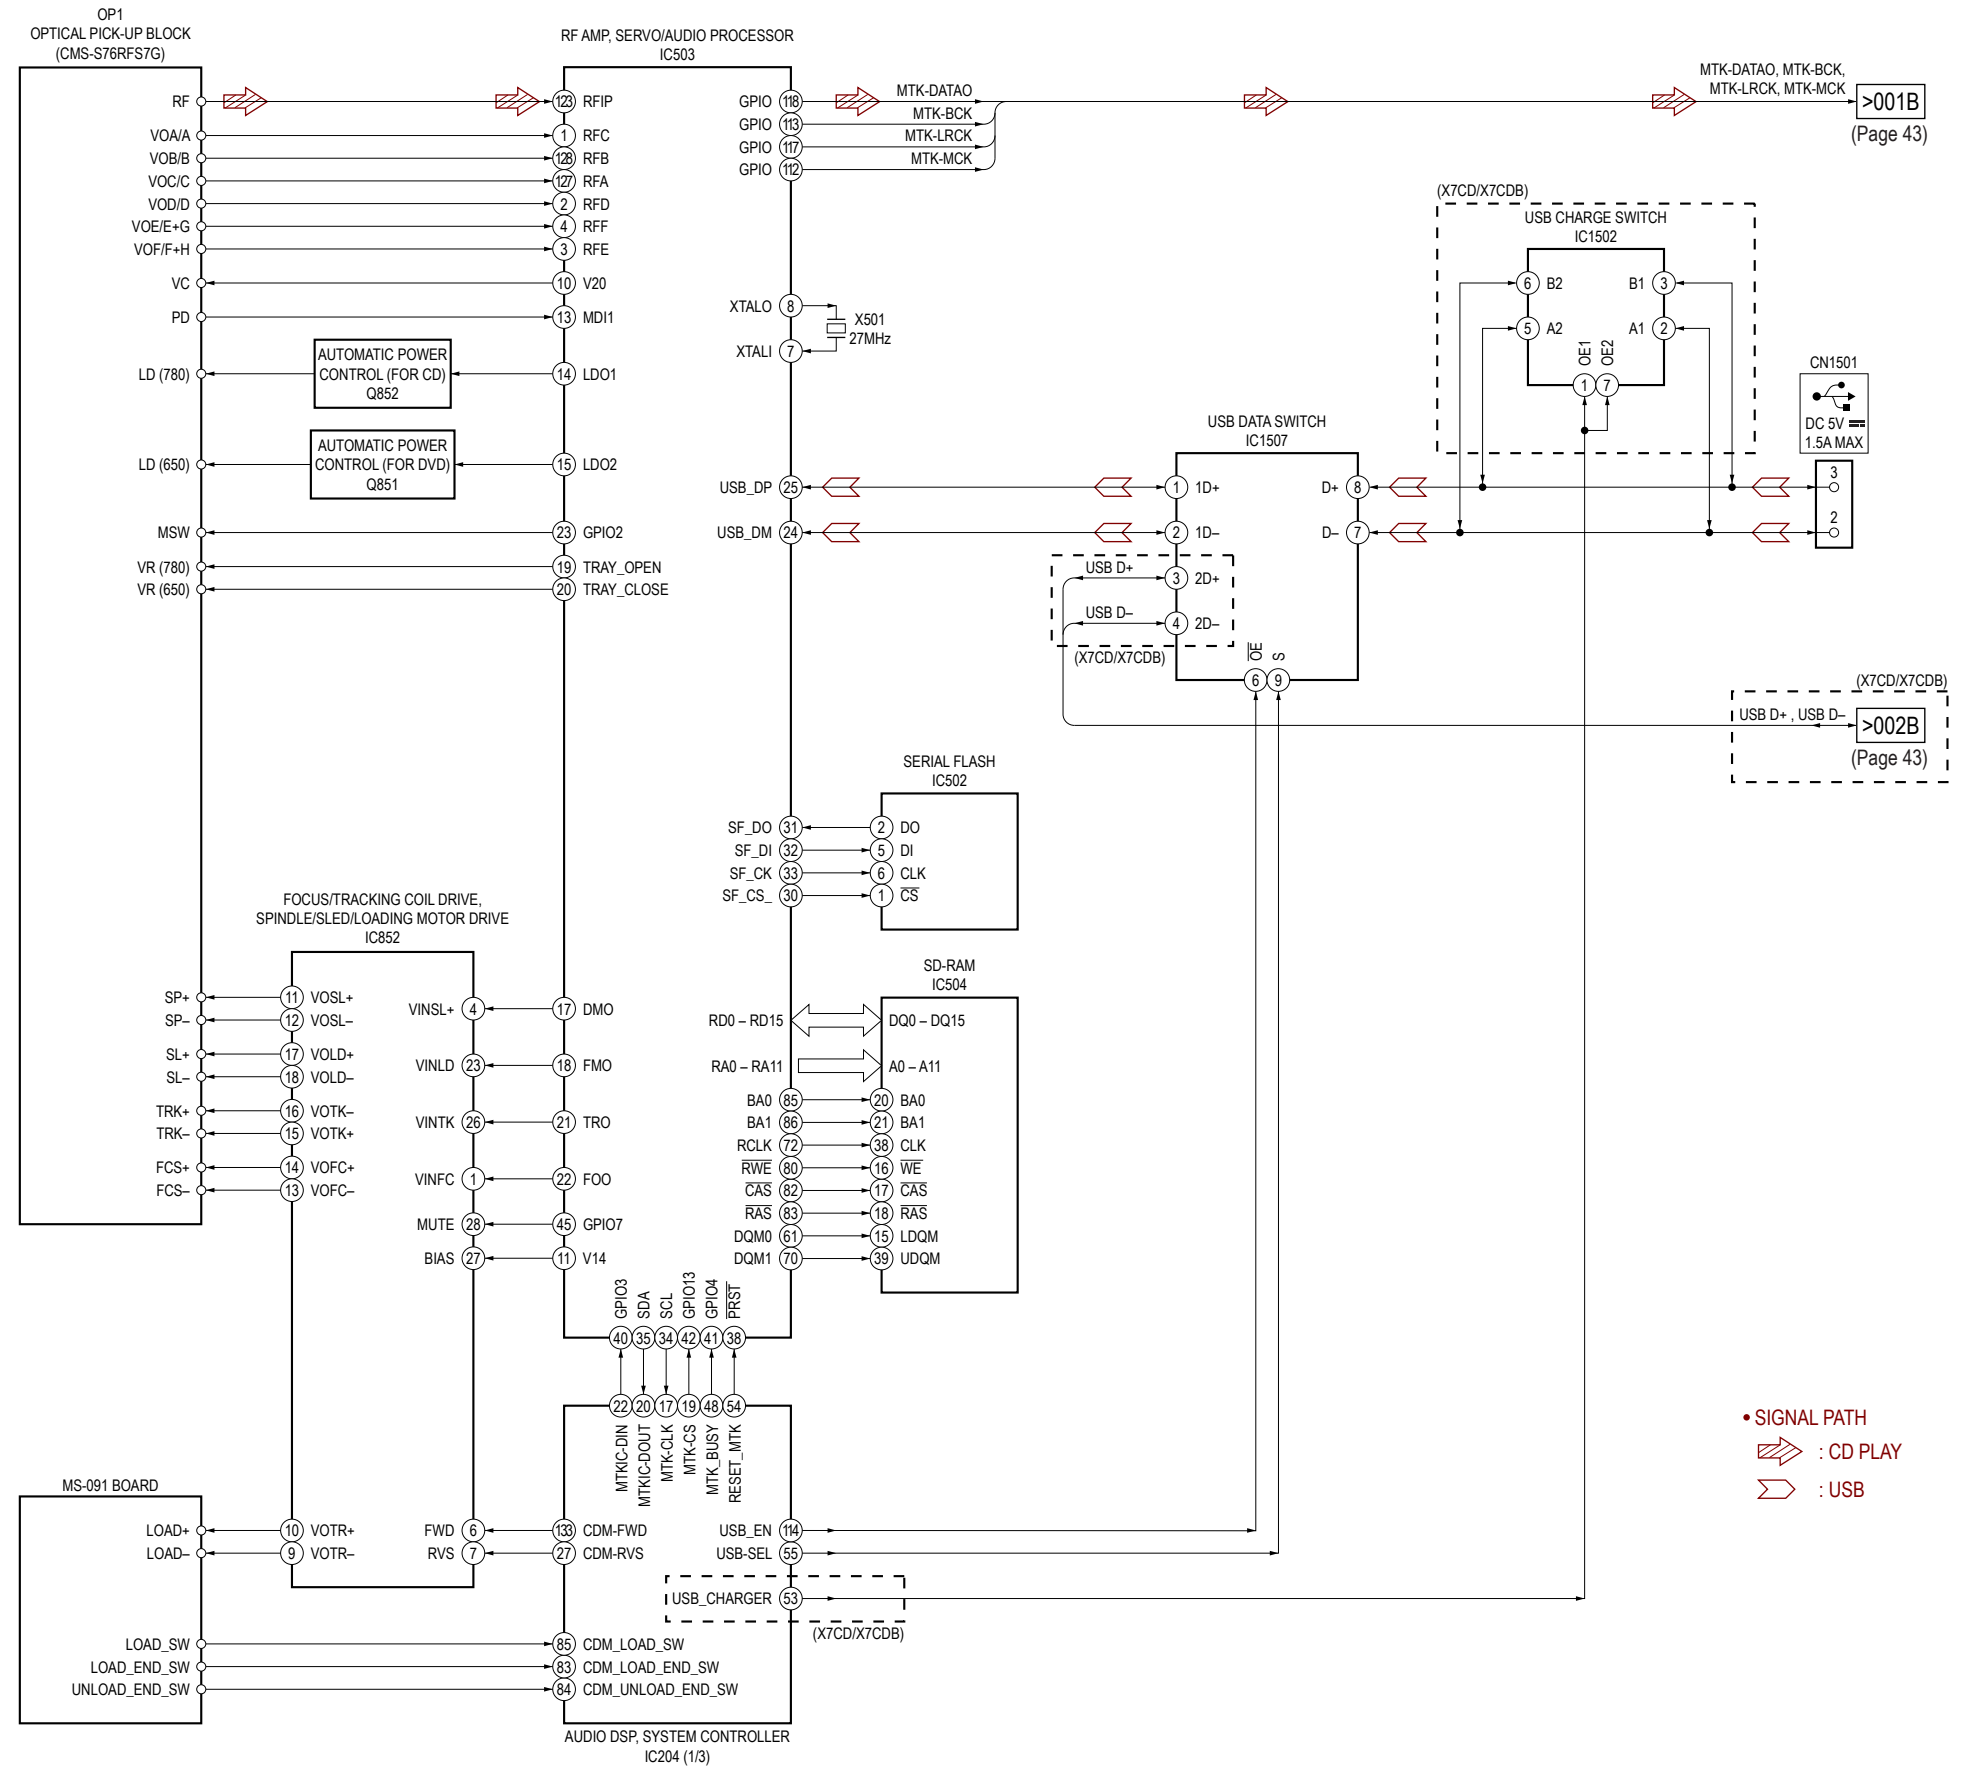 OP1
OPTICAL PICK-UP BLOCK
(CMS-S76RFS7G)
RF
VOA/A
VOB/B
VOC/C
VOD/D
VOE/E+G
VOF/F+H
VC
PD
LD (780)
LD (650)
MSW
VR (780)
VR (650)
SP+
SP–
SL+
SL–
TRK+
TRK–
FCS+
FCS–
AUTOMATIC POWER
CONTROL (FOR CD)
Q852
AUTOMATIC POWER
CONTROL (FOR DVD)
Q851
RF AMP, SERVO/AUDIO PROCESSOR
IC503
123 RFIP
1 RFC
128 RFB
127 RFA
2 RFD
4 RFF
3 RFE
10 V20
13 MDI1
14 LDO1
15 LDO2
23 GPIO2
19 TRAY_OPEN
20 TRAY_CLOSE
17 DMO
18 FMO
21 TRO
22 FOO
45 GPIO7
11 V14
GPIO 118
GPIO 113
GPIO 117
GPIO 112
MTK-DATAO
MTK-BCK
MTK-LRCK
MTK-MCK
XTALO 8
XTALI 7
X501
27MHz
USB_DP 25
USB_DM 24
SF_DO 31
SF_DI 32
SF_CK 33
SF_CS_ 30
RD0 – RD15
RA0 – RA11
BA0 85
BA1 86
RCLK 72
RWE 80
CAS 82
RAS 83
DQM0 61
DQM1 70
GPIO3
SDA
SCL
GPIO13
GPIO4
PRST
40 35 34 42 41 38
MTK-DATAO, MTK-BCK,
MTK-LRCK, MTK-MCK
>001B
(Page 43)
(X7CD/X7CDB)
USB CHARGE SWITCH
IC1502
6 B2
5 A2
B1 3
A1 2
OE1
OE2
1 7
CN1501
DC 5V
1.5A MAX
3
2
USB DATA SWITCH
IC1507
1 1D+
2 1D–
3 2D+
4 2D–
D+ 8
D– 7
OE
S
6 9
USB D+
USB D–
(X7CD/X7CDB)
(X7CD/X7CDB)
USB D+ , USB D–
>002B
(Page 43)
SERIAL FLASH
IC502
2 DO
5 DI
6 CLK
1 CS
SD-RAM
IC504
DQ0 – DQ15
A0 – A11
20 BA0
21 BA1
38 CLK
16 WE
17 CAS
18 RAS
15 LDQM
39 UDQM
FOCUS/TRACKING COIL DRIVE,
SPINDLE/SLED/LOADING MOTOR DRIVE
IC852
11 VOSL+
12 VOSL–
17 VOLD+
18 VOLD–
16 VOTK–
15 VOTK+
14 VOFC+
13 VOFC–
10 VOTR+
9 VOTR–
VINSL+ 4
VINLD 23
VINTK 26
VINFC 1
MUTE 28
BIAS 27
FWD 6
RVS 7
22 20 17 19 48 54
MTKIC-DIN
MTKIC-DOUT
MTK-CLK
MTK-CS
MTK_BUSY
RESET_MTK
133 CDM-FWD
27 CDM-RVS
85 CDM_LOAD_SW
83 CDM_LOAD_END_SW
84 CDM_UNLOAD_END_SW
USB_EN 114
USB-SEL 55
USB_CHARGER 53
(X7CD/X7CDB)
AUDIO DSP, SYSTEM CONTROLLER
IC204 (1/3)
MS-091 BOARD
LOAD+
LOAD–
LOAD_SW
LOAD_END_SW
UNLOAD_END_SW
• SIGNAL PATH
: CD PLAY
: USB